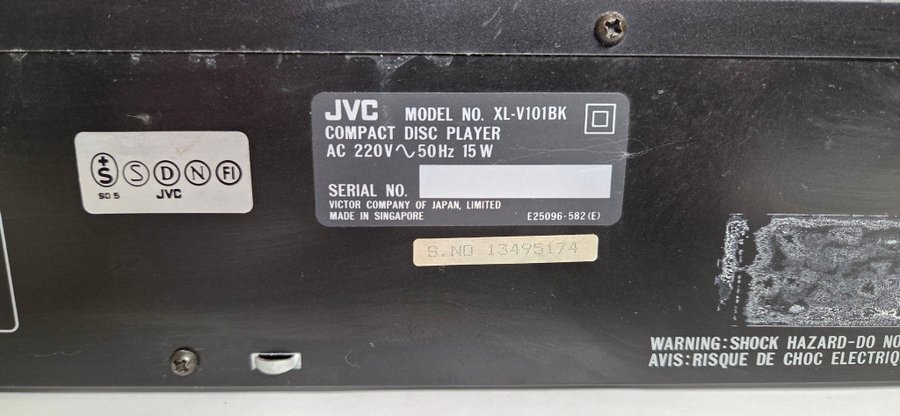 JVC MODEL NO. XL-V101BK
COMPACT DISC PLAYER
AC 220V ∿ 50Hz 15W
SERIAL NO.
VICTOR COMPANY OF JAPAN, LIMITED
MADE IN SINGAPORE E25096-582(E)
S.NO 13495174
+S S D N FI
SO 5 JVC
WARNING:SHOCK HAZARD-DO NO
AVIS:RISQUE DE CHOC ELECTRIQ